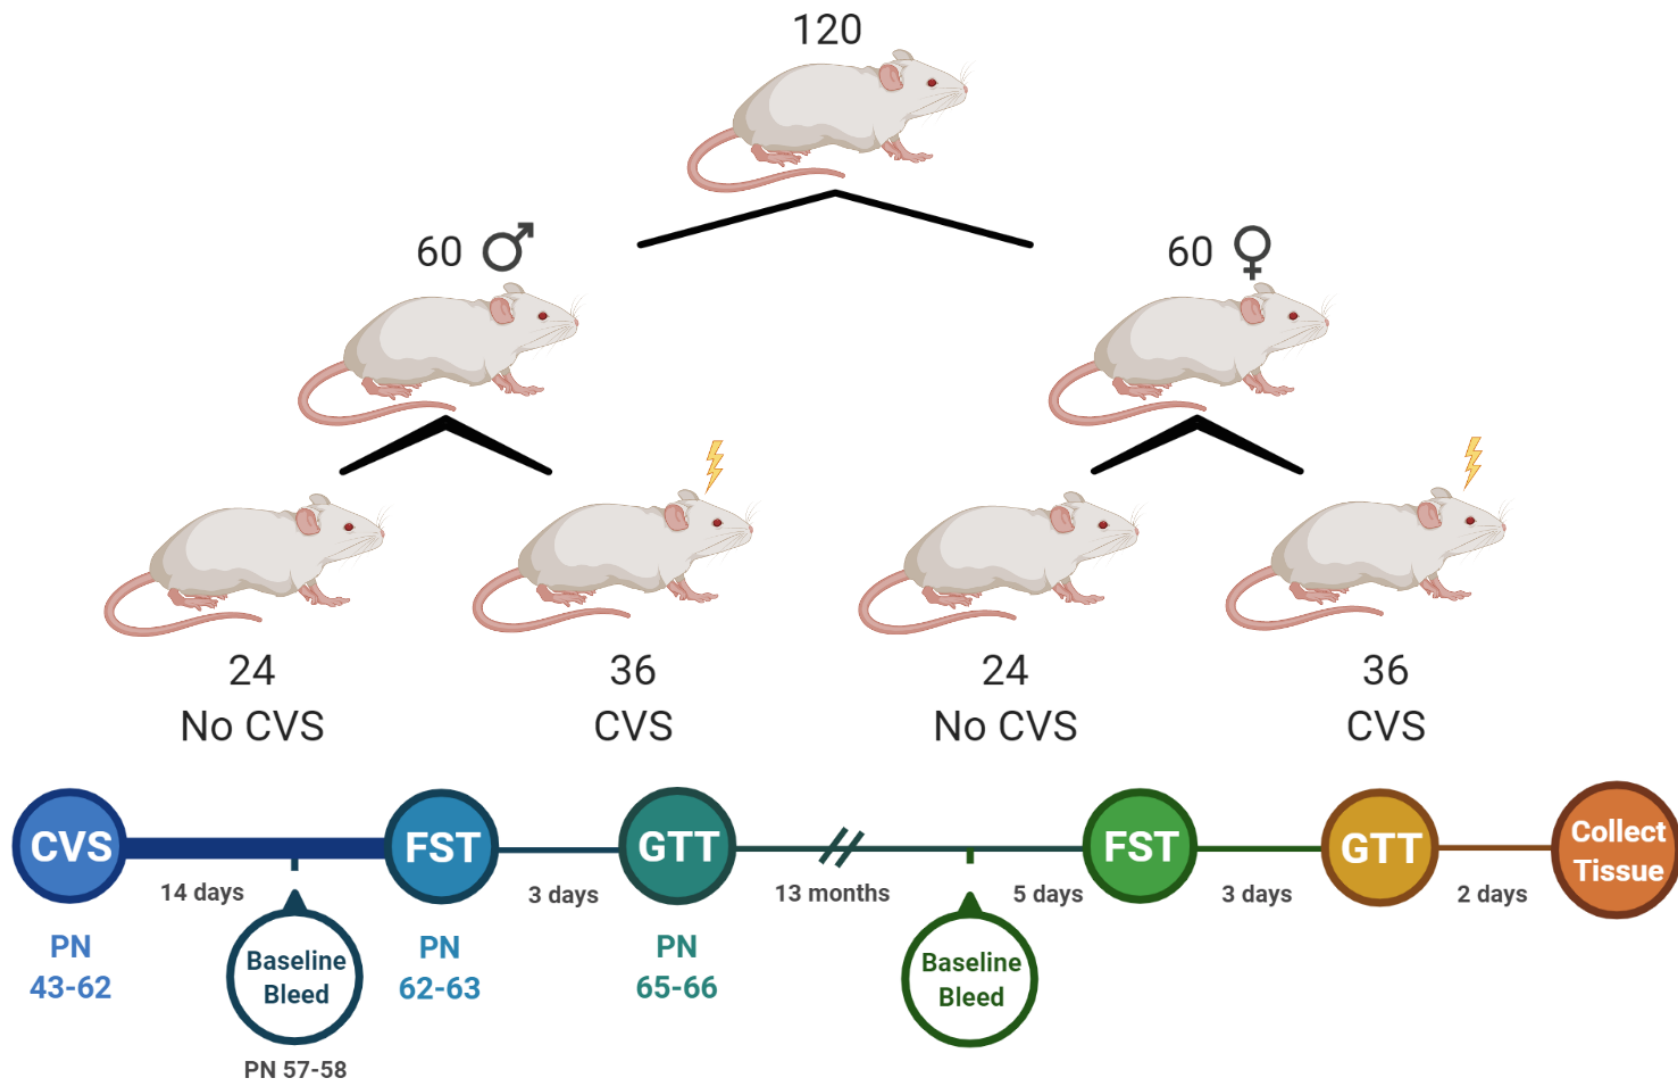 120
60 ♂
60 ♀
24
No CVS
36
CVS
24
No CVS
36
CVS
CVS
FST
GTT
FST
GTT
Collect
Tissue
14 days
3 days
13 months
5 days
3 days
2 days
PN
43-62
Baseline
Bleed
PN 57-58
PN
62-63
PN
65-66
Baseline
Bleed